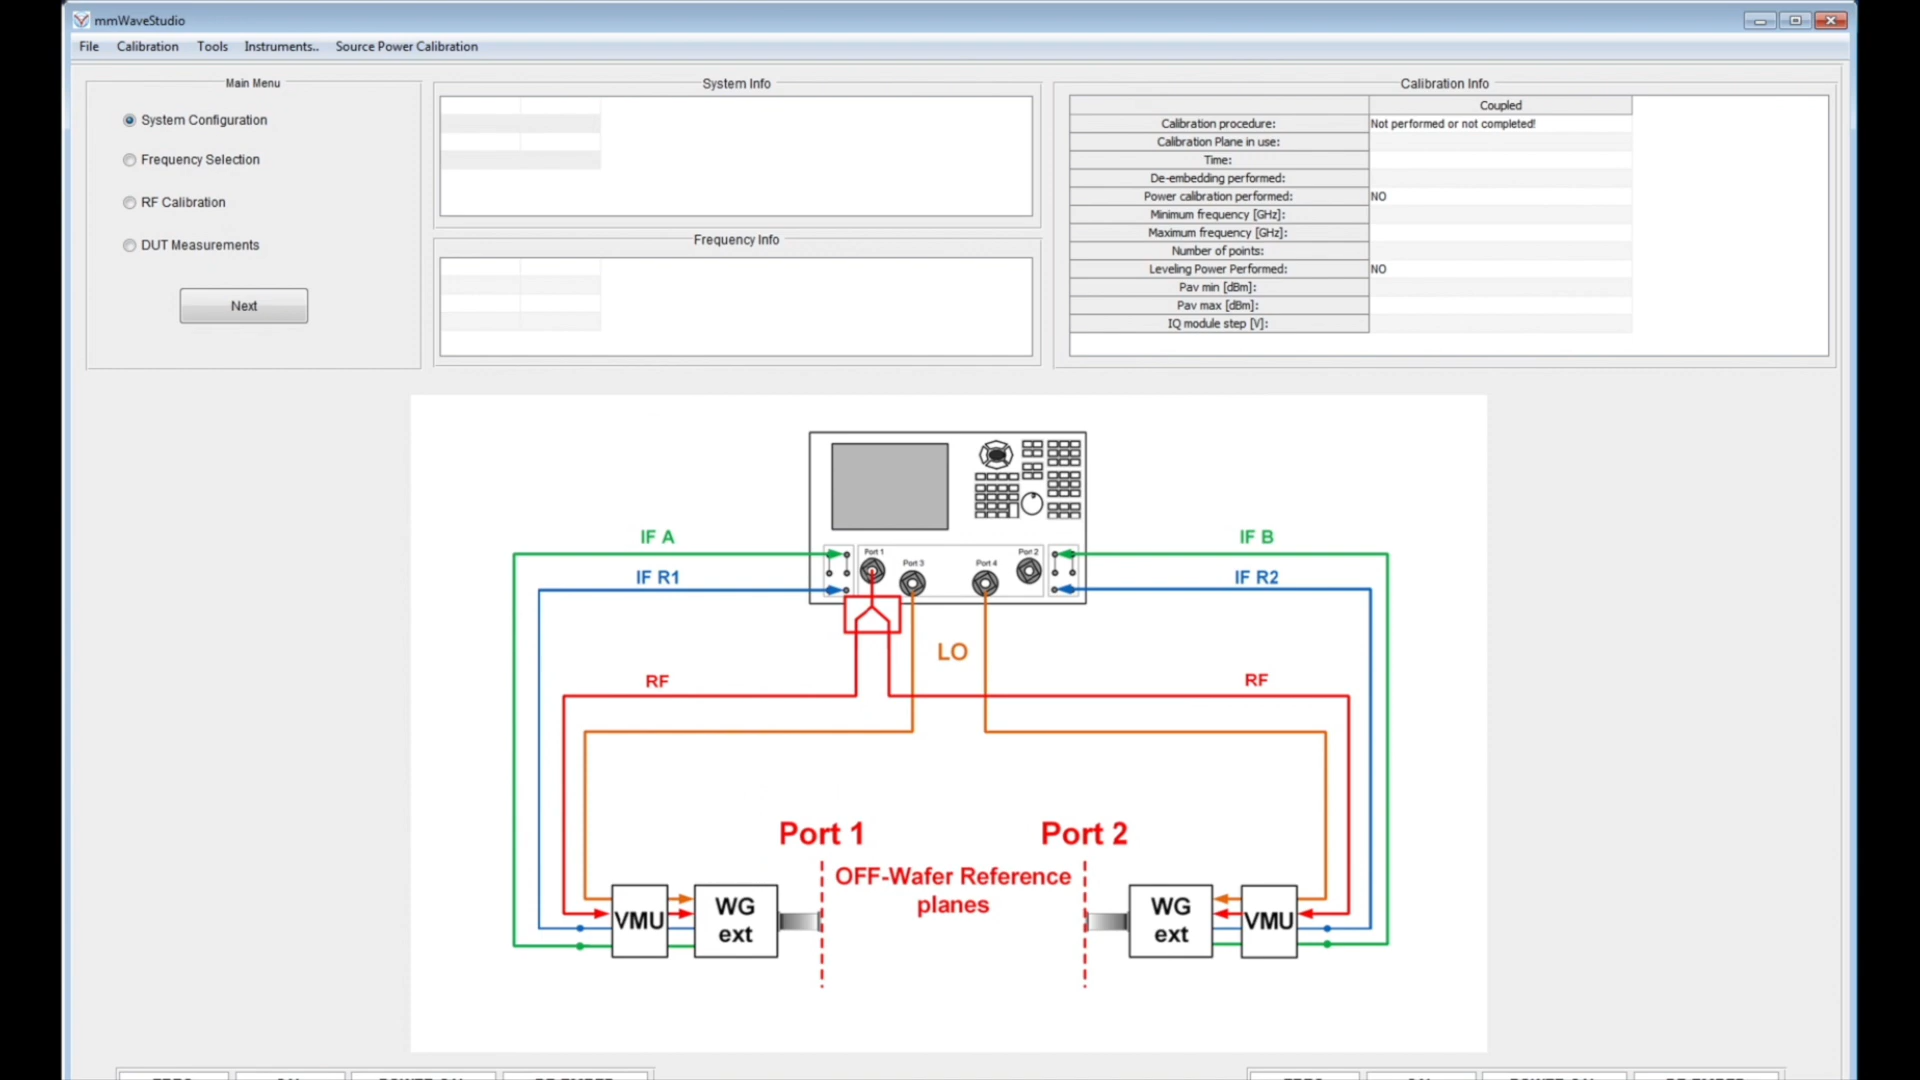 mmWaveStudio
File Calibration Tools Instruments.. Source Power Calibration
Main Menu
System Configuration
Frequency Selection
RF Calibration
DUT Measurements
Next
System Info
Frequency Info
Calibration Info
Coupled
Calibration procedure: Not performed or not completed!
Calibration Plane in use:
Time:
De-embedding performed:
Power calibration performed: NO
Minimum frequency [GHz]:
Maximum frequency [GHz]:
Number of points:
Leveling Power Performed: NO
Pav min [dBm]:
Pav max [dBm]:
IQ module step [V]:
IF A
IF R1
RF
Port 1
Port 3
Port 4
Port 2
LO
IF B
IF R2
RF
Port 1
Port 2
OFF-Wafer Reference
planes
VMU
WG
ext
WG
ext
VMU